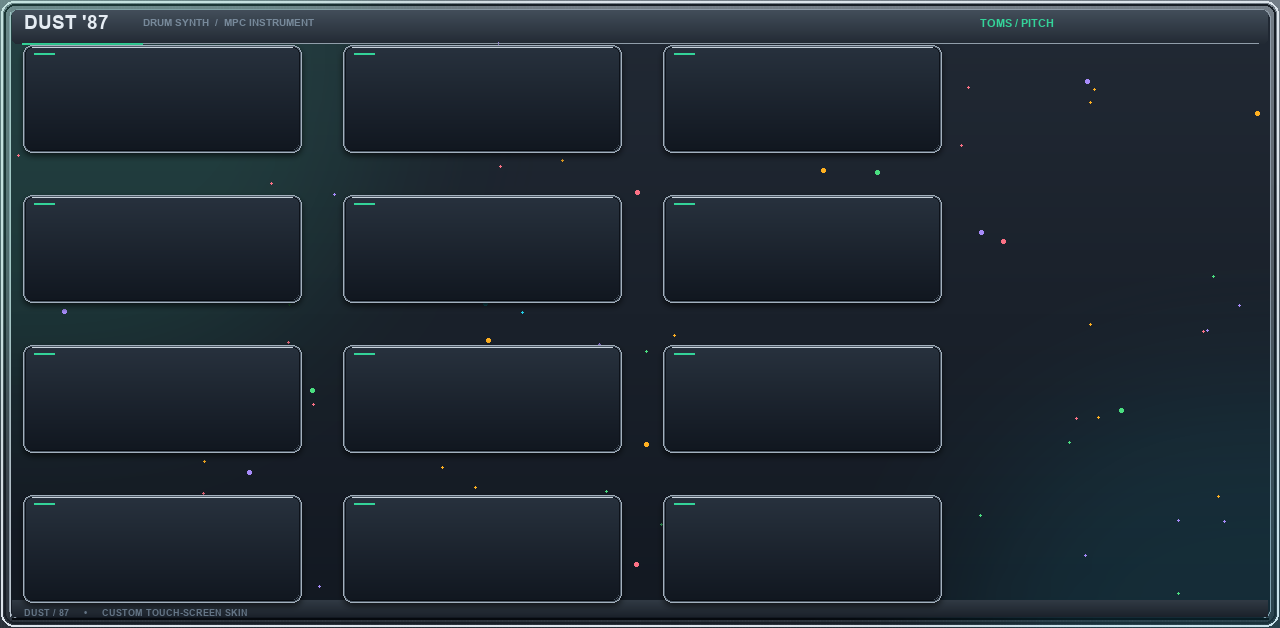 DUST '87
DRUM SYNTH / MPC INSTRUMENT
TOMS / PITCH
DUST / 87 • CUSTOM TOUCH-SCREEN SKIN